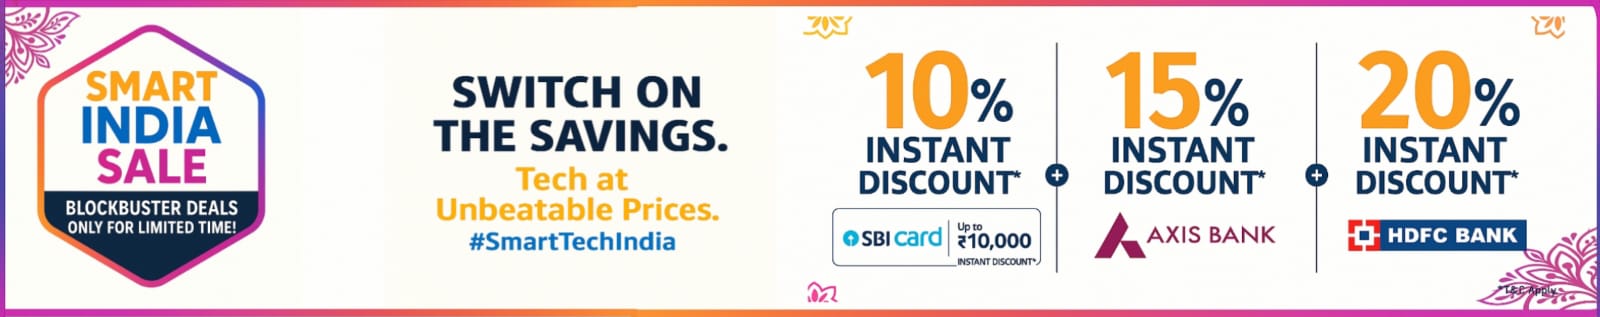 SMART
INDIA
SALE
BLOCKBUSTER DEALS
ONLY FOR LIMITED TIME!
SWITCH ON
THE SAVINGS.
Tech at
Unbeatable Prices.
#SmartTechIndia
10%
INSTANT
DISCOUNT*
SBI card
Up to
₹10,000
INSTANT DISCOUNT*
+
15%
INSTANT
DISCOUNT*
AXIS BANK
+
20%
INSTANT
DISCOUNT*
HDFC BANK
*T&C Apply.